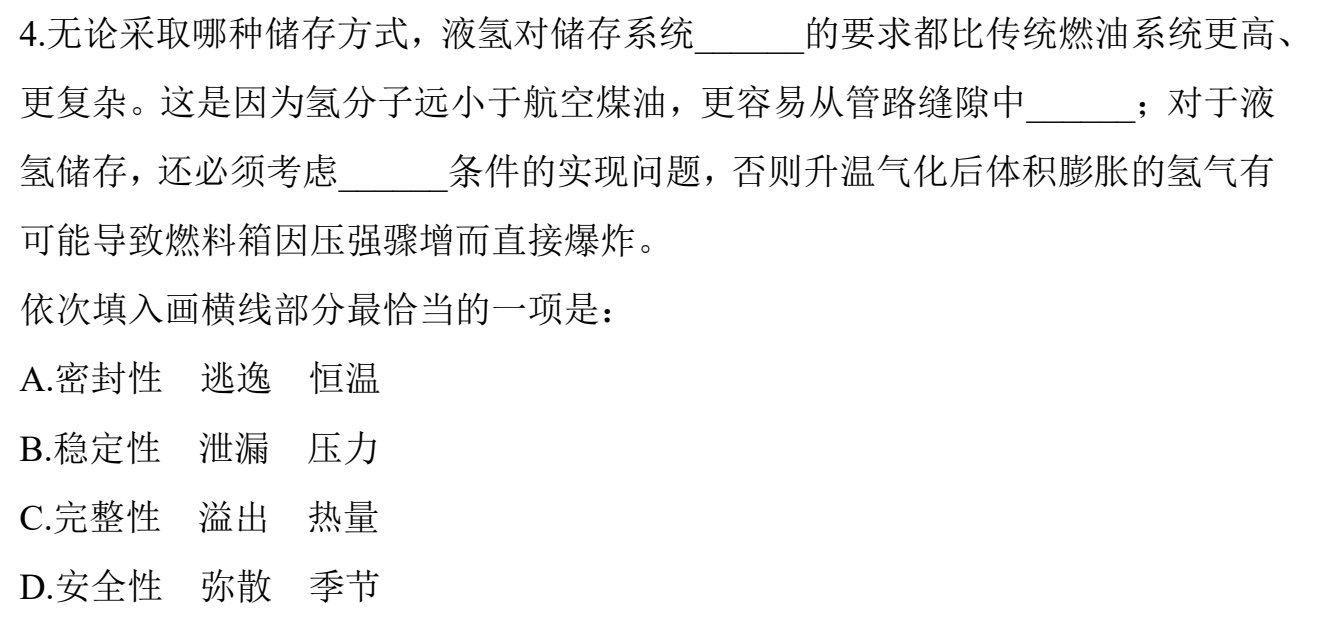 4.无论采取哪种储存方式，液氢对储存系统______的要求都比传统燃油系统更高、
更复杂。这是因为氢分子远小于航空煤油，更容易从管路缝隙中______；对于液
氢储存，还必须考虑______条件的实现问题，否则升温气化后体积膨胀的氢气有
可能导致燃料箱因压强骤增而直接爆炸。
依次填入画横线部分最恰当的一项是：
A.密封性　逃逸　恒温
B.稳定性　泄漏　压力
C.完整性　溢出　热量
D.安全性　弥散　季节